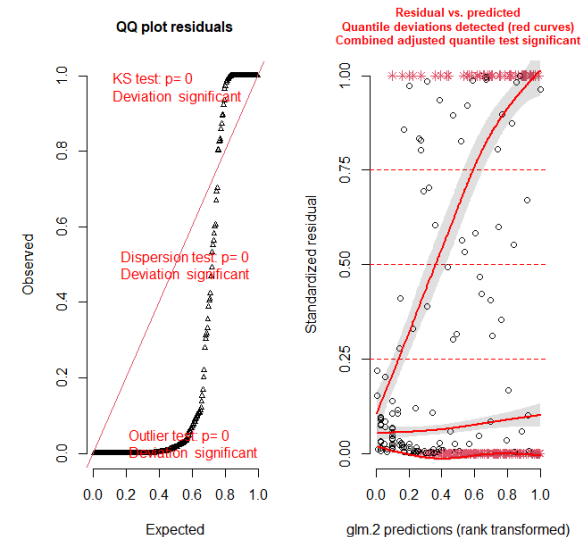 QQ plot residuals
KS test: p= 0
Deviation significant
Dispersion test: p= 0
Deviation significant
Outlier test: p= 0
Deviation significant
Observed
0.0
0.2
0.4
0.6
0.8
1.0
0.0 0.2 0.4 0.6 0.8 1.0
Expected
Residual vs. predicted
Quantile deviations detected (red curves)
Combined adjusted quantile test significant
Standardized residual
0.00
0.25
0.50
0.75
1.00
0.0 0.2 0.4 0.6 0.8 1.0
glm.2 predictions (rank transformed)